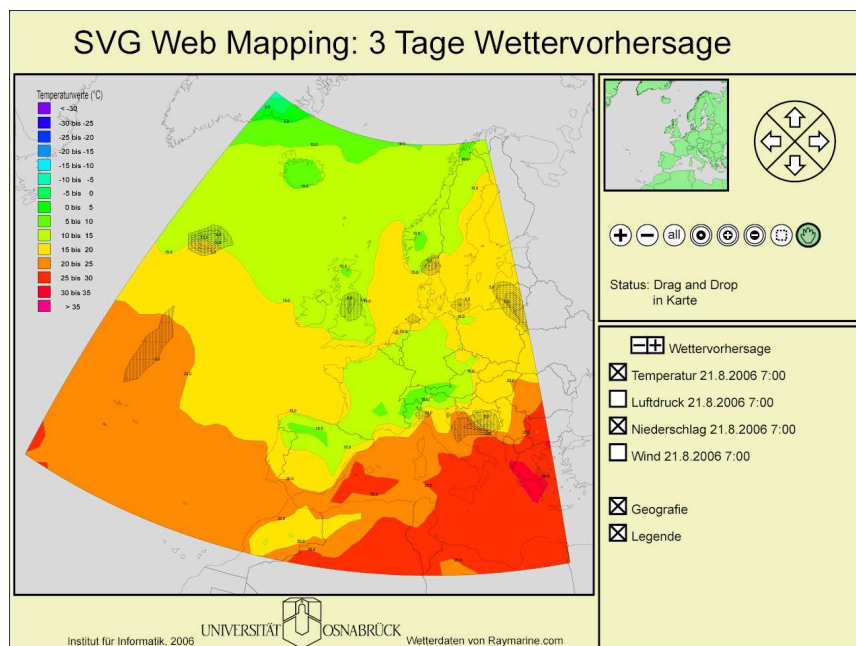 SVG Web Mapping: 3 Tage Wettervorhersage
Temperaturwerte (°C)
< -30
-30 bis -25
-25 bis -20
-20 bis -15
-15 bis -10
-10 bis -5
-5 bis 0
0 bis 5
5 bis 10
10 bis 15
15 bis 20
20 bis 25
25 bis 30
30 bis 35
> 35
all
Status: Drag and Drop
in Karte
Wettervorhersage
Temperatur 21.8.2006 7:00
Luftdruck 21.8.2006 7:00
Niederschlag 21.8.2006 7:00
Wind 21.8.2006 7:00
Geografie
Legende
Institut für Informatik, 2006
UNIVERSITÄT OSNABRÜCK
Wetterdaten von Raymarine.com